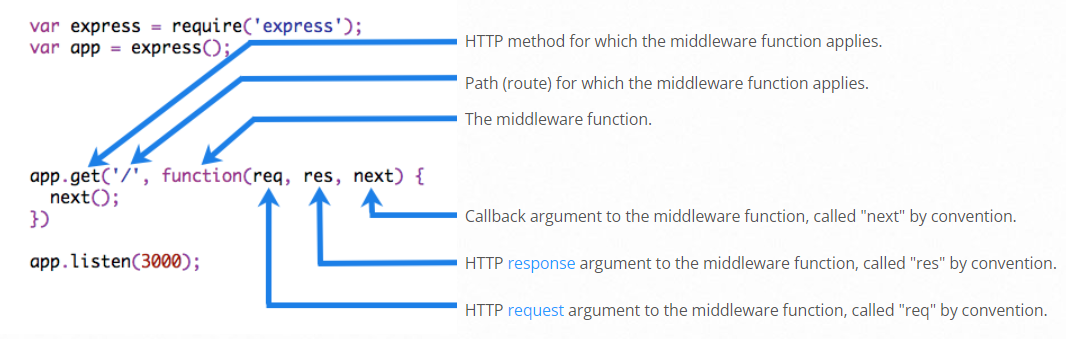 var express = require('express');
var app = express();
HTTP method for which the middleware function applies.
Path (route) for which the middleware function applies.
The middleware function.
app.get('/', function(req, res, next) {
next();
})
Callback argument to the middleware function, called "next" by convention.
app.listen(3000);
HTTP response argument to the middleware function, called "res" by convention.
HTTP request argument to the middleware function, called "req" by convention.